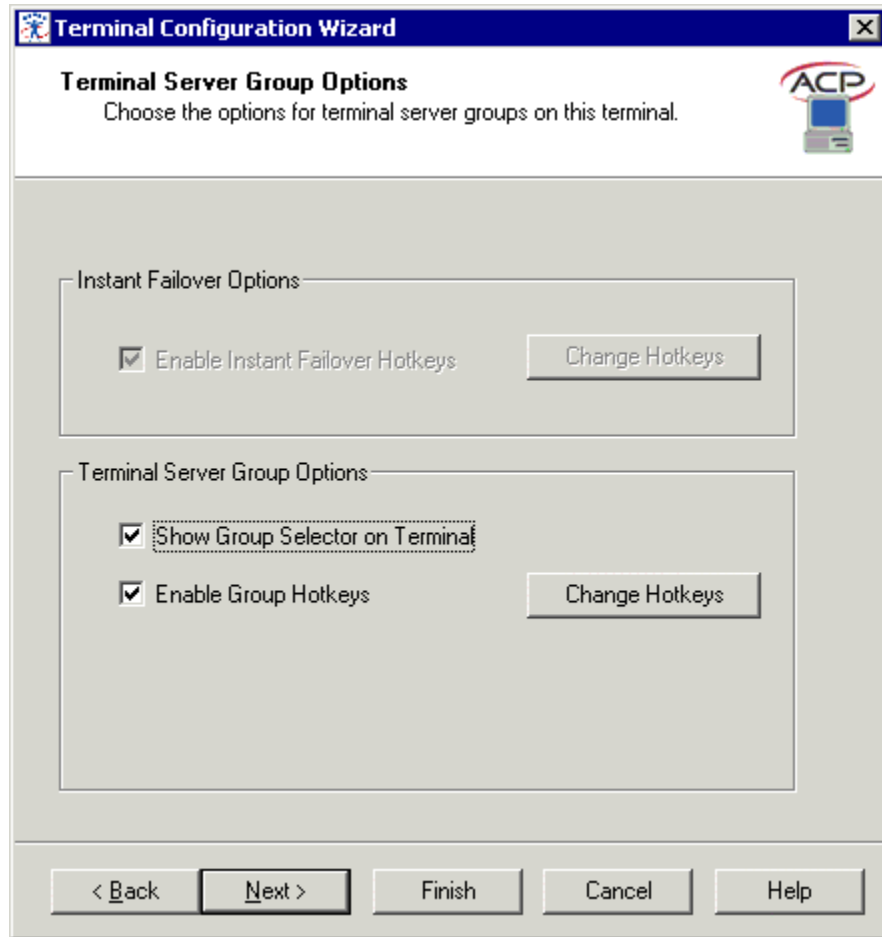 Terminal Configuration Wizard
Terminal Server Group Options
Choose the options for terminal server groups on this terminal.
ACP
Instant Failover Options
Enable Instant Failover Hotkeys
Change Hotkeys
Terminal Server Group Options
Show Group Selector on Terminal
Enable Group Hotkeys
Change Hotkeys
< Back
Next >
Finish
Cancel
Help